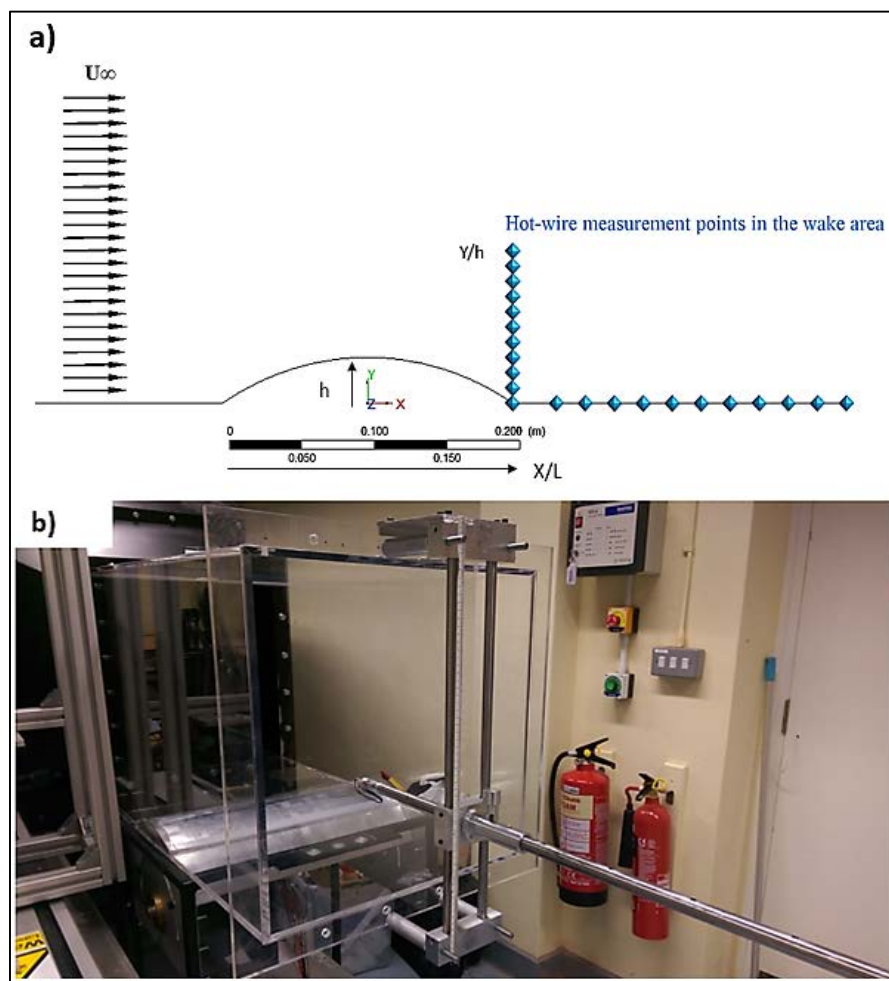 a)
U∞
Hot-wire measurement points in the wake area
Y/h
h
Y
Z X
0 0.100 0.200 (m)
0.050 0.150
X/L
b)